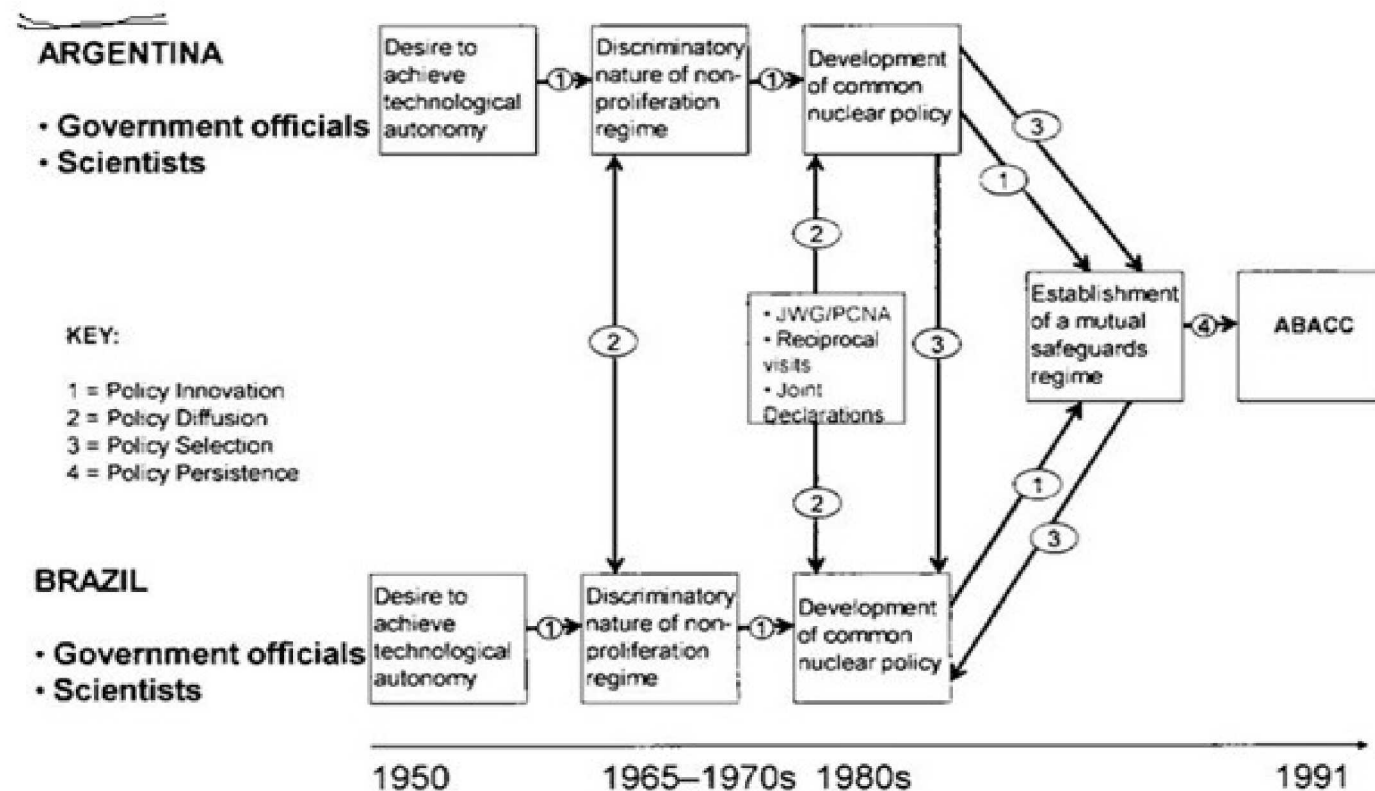 ARGENTINA
• Government officials
• Scientists
Desire to
achieve
technological
autonomy
1
Discriminatory
nature of non-
proliferation
regime
1
Development
of common
nuclear policy
3
1
2
2
• JWG/PCNA
• Reciprocal
visits
• Joint
Declarations
3
Establishment
of a mutual
safeguards
regime
4
ABACC
KEY:
1 = Policy Innovation
2 = Policy Diffusion
3 = Policy Selection
4 = Policy Persistence
2
1
3
BRAZIL
• Government officials
• Scientists
Desire to
achieve
technological
autonomy
1
Discriminatory
nature of non-
proliferation
regime
1
Development
of common
nuclear policy
1950
1965–1970s
1980s
1991